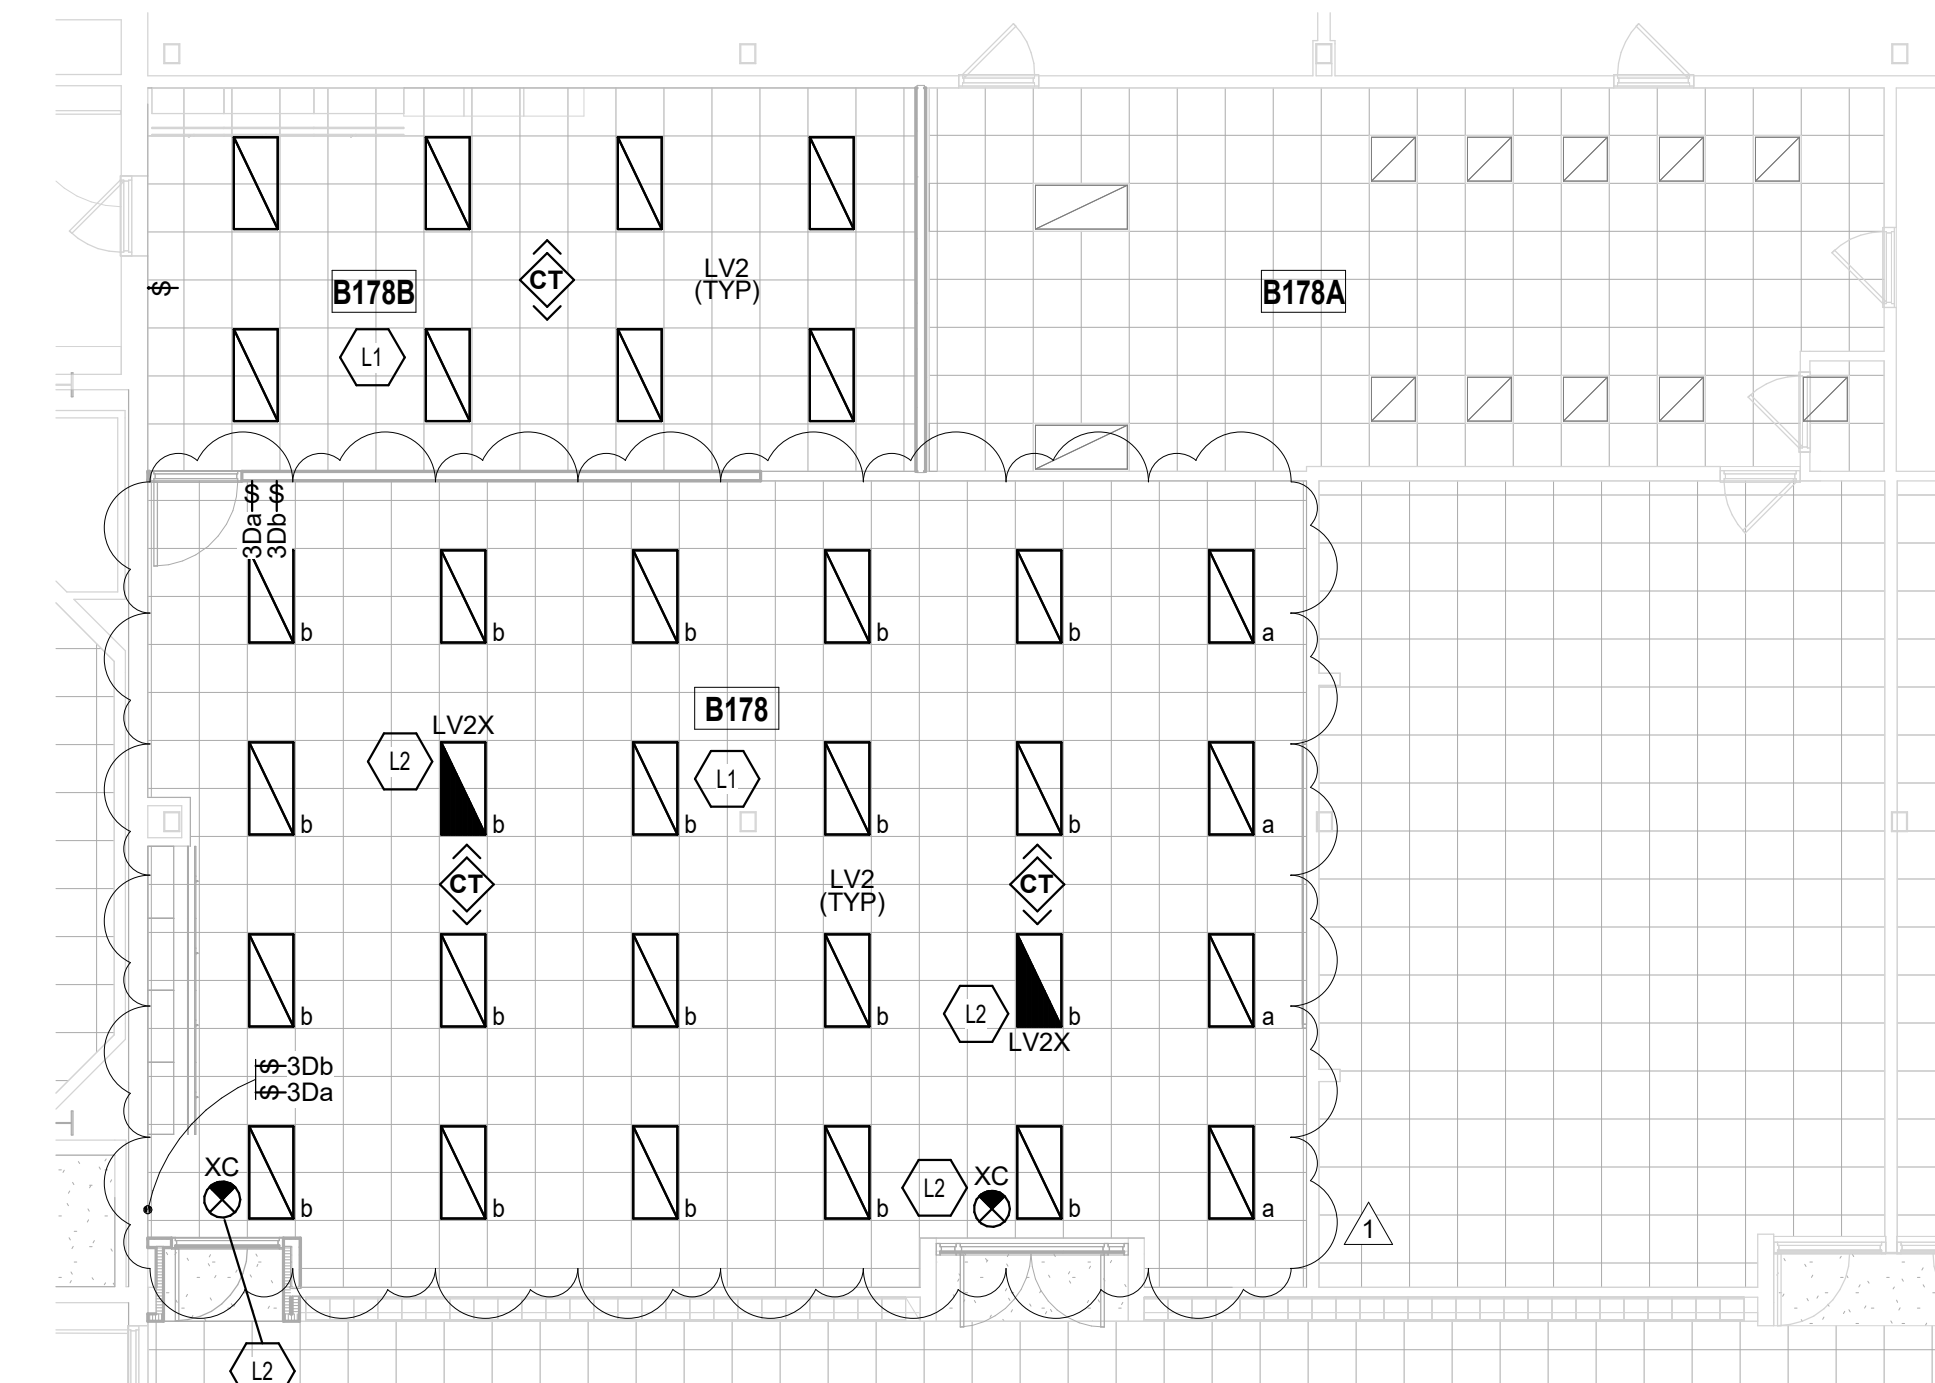 LV2
(TYP)
CT
B178B
B178A
$
L1
$ $
3Da
3Db
b b b b b a
B178
LV2X
L2
L1
b b b b b a
CT
LV2
(TYP)
CT
L2
b b b b b a
LV2X
$ 3Db
$ 3Da
XC
L2
XC
b b b b b a
1
L2